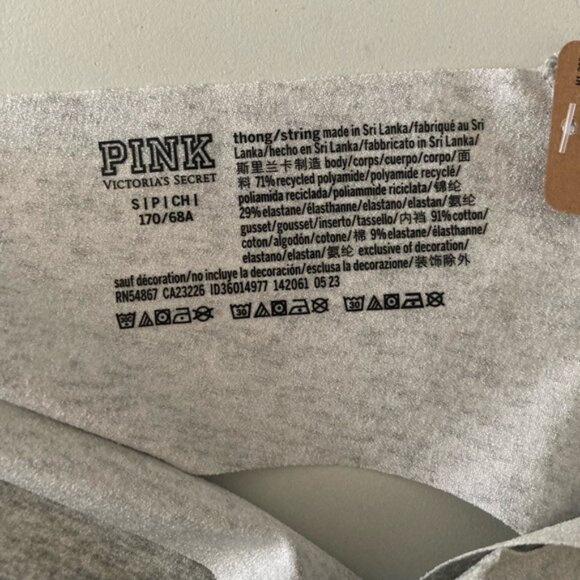 PINK
VICTORIA'S SECRET
S | P | CH |
170/68A
thong/string made in Sri Lanka/fabriqué au Sri
Lanka/hecho en Sri Lanka/fabbricato in Sri Lanka/
斯里兰卡制造 body/corps/cuerpo/corpo/面
料 71% recycled polyamide/polyamide recyclé/
poliamida reciclada/poliammide riciclata/锦纶
29% elastane/élasthanne/elastano/elastan/氨纶
gusset/gousset/inserto/tassello/内裆 91% cotton/
coton/algodón/cotone/棉 9% elastane/élasthanne/
elastano/elastan/氨纶 exclusive of decoration/
sauf décoration/no incluye la decoración/esclusa la decorazione/装饰除外
RN54867 CA23226 ID36014977 142061 05 23
30 30